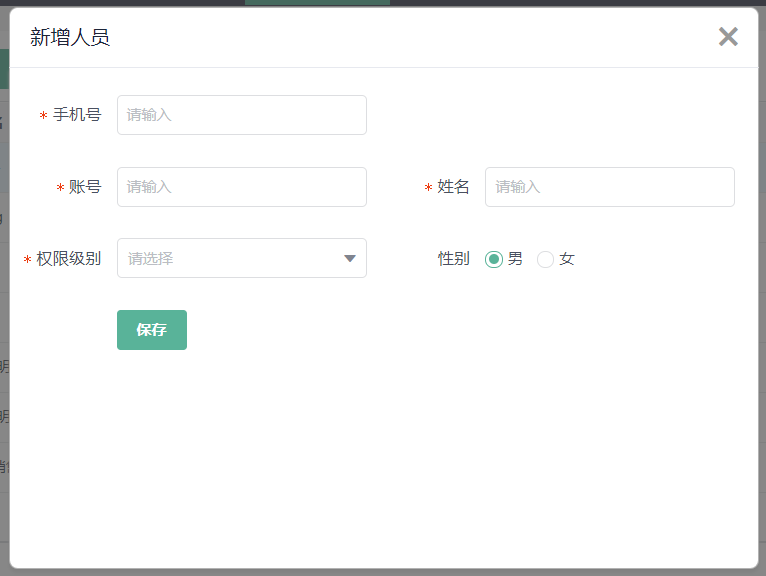 新增人员
* 手机号 请输入
* 账号 请输入 * 姓名 请输入
* 权限级别 请选择 性别 男 女
保存